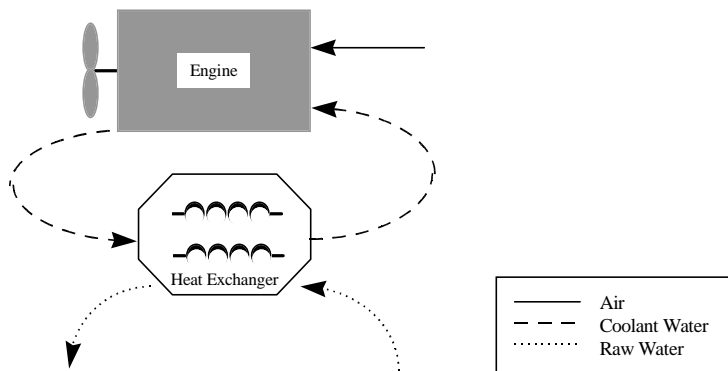 Engine
Heat Exchanger
Air
Coolant Water
Raw Water